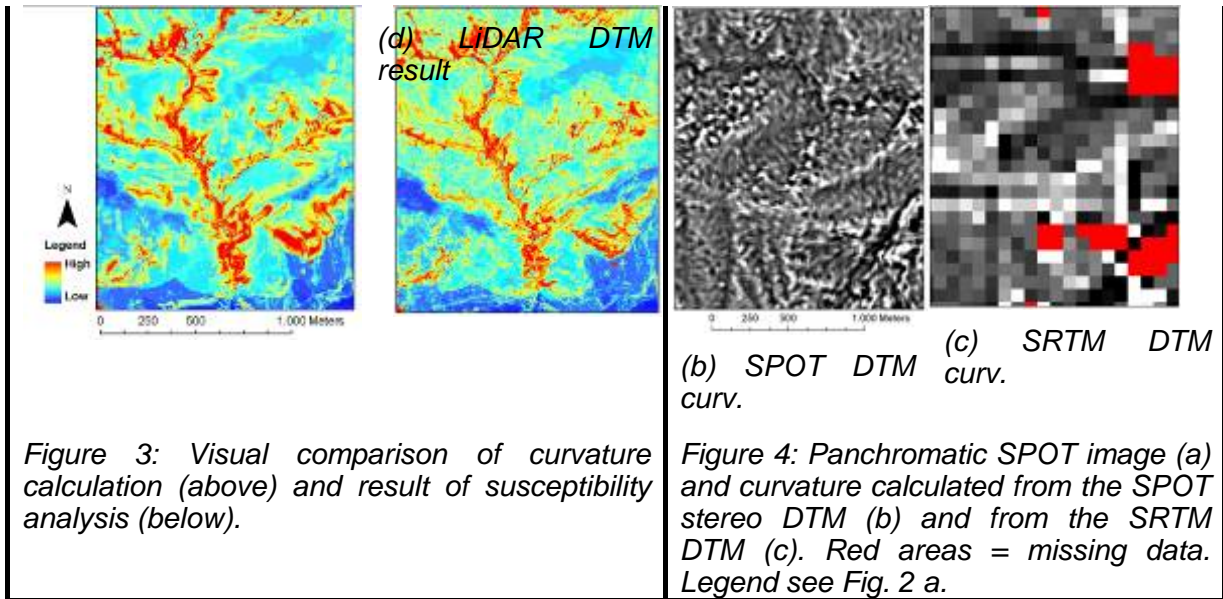 (d) LiDAR DTM
result
N
Legend
High
Low
0 250 500 1.000 Meters
Figure 3: Visual comparison of curvature
calculation (above) and result of susceptibility
analysis (below).
0 250 500 1.000 Meters
(b) SPOT DTM
curv.
(c) SRTM DTM
curv.
Figure 4: Panchromatic SPOT image (a)
and curvature calculated from the SPOT
stereo DTM (b) and from the SRTM
DTM (c). Red areas = missing data.
Legend see Fig. 2 a.